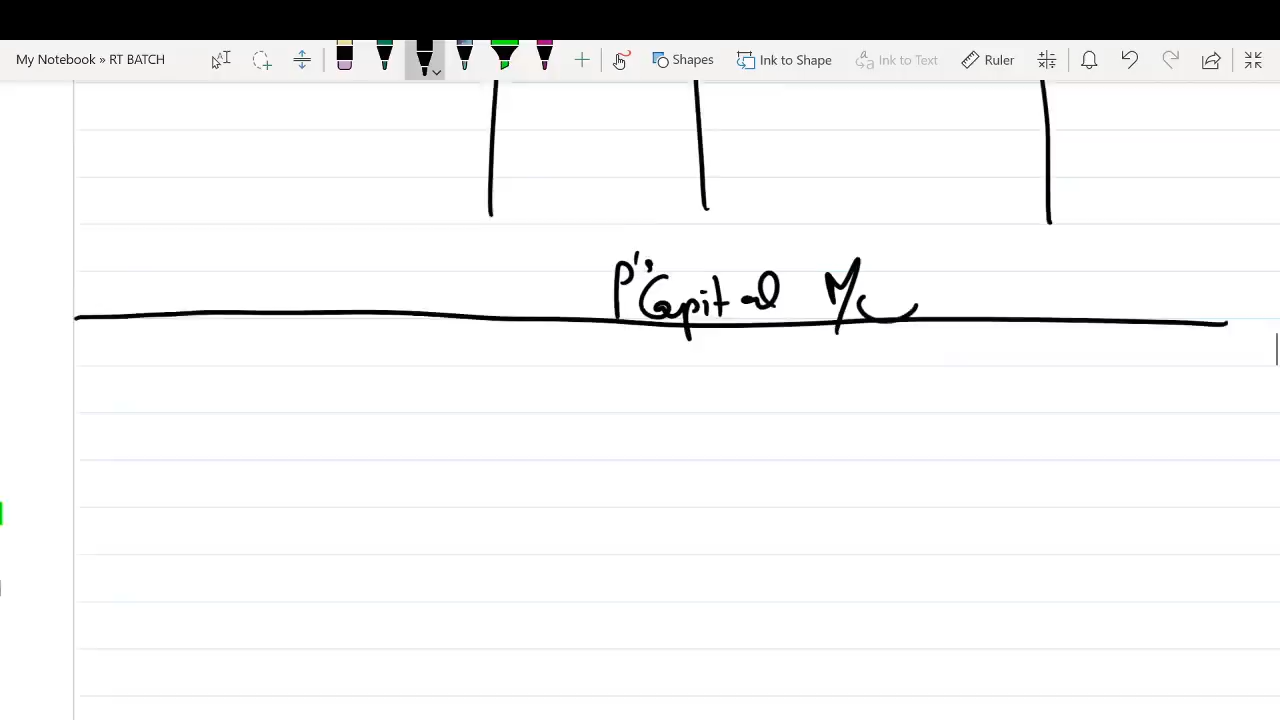 My Notebook » RT BATCH
Shapes
Ink to Shape
Ink to Text
Ruler
P's Capital A/c